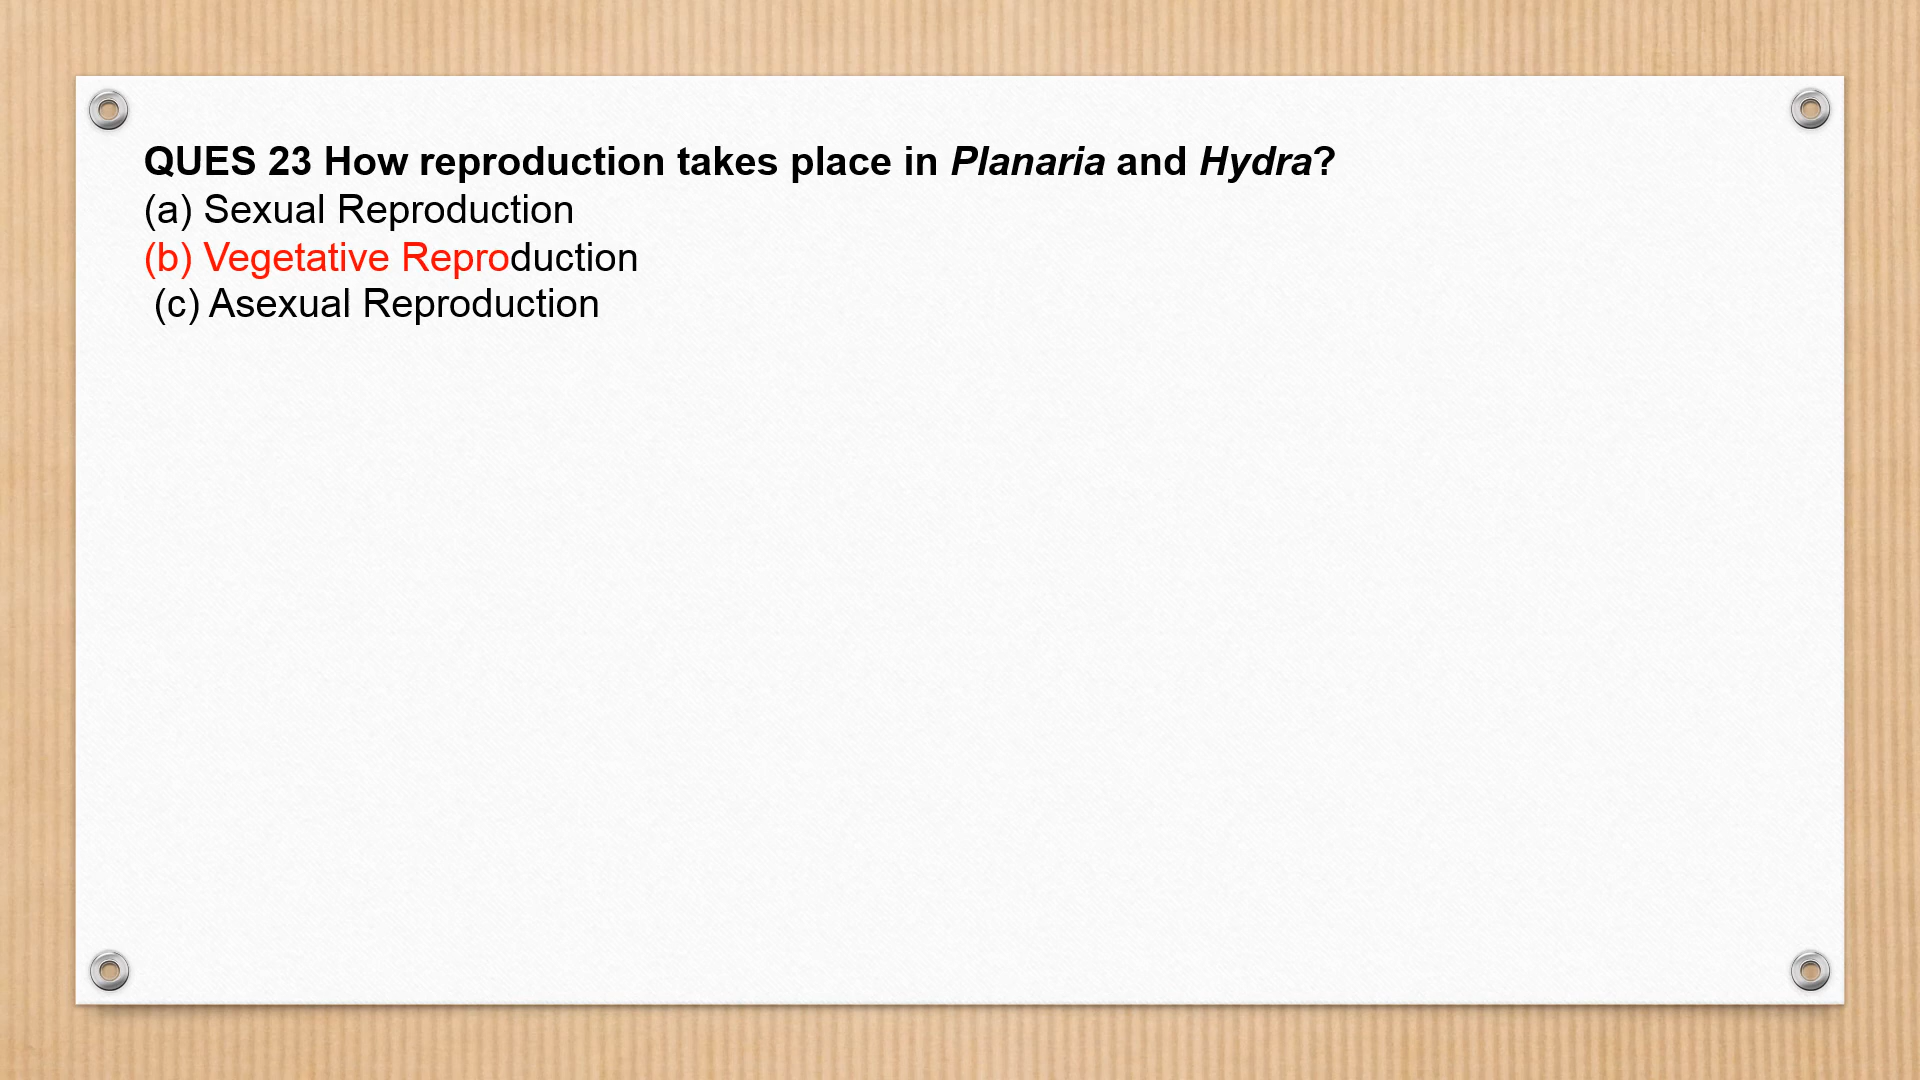 QUES 23 How reproduction takes place in Planaria and Hydra?
(a) Sexual Reproduction
(b) Vegetative Reproduction
(c) Asexual Reproduction